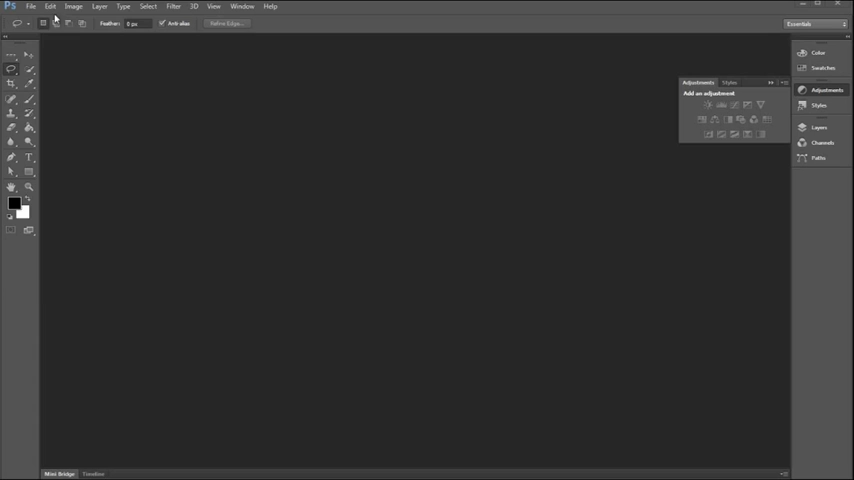 Ps File Edit Image Layer Type Select Filter 3D View Window Help
Feather: 0 px Anti-alias Refine Edge... Essentials
Color
Swatches
Adjustments Styles
Add an adjustment
Adjustments
Styles
Layers
Channels
Paths
T
Mini Bridge Timeline